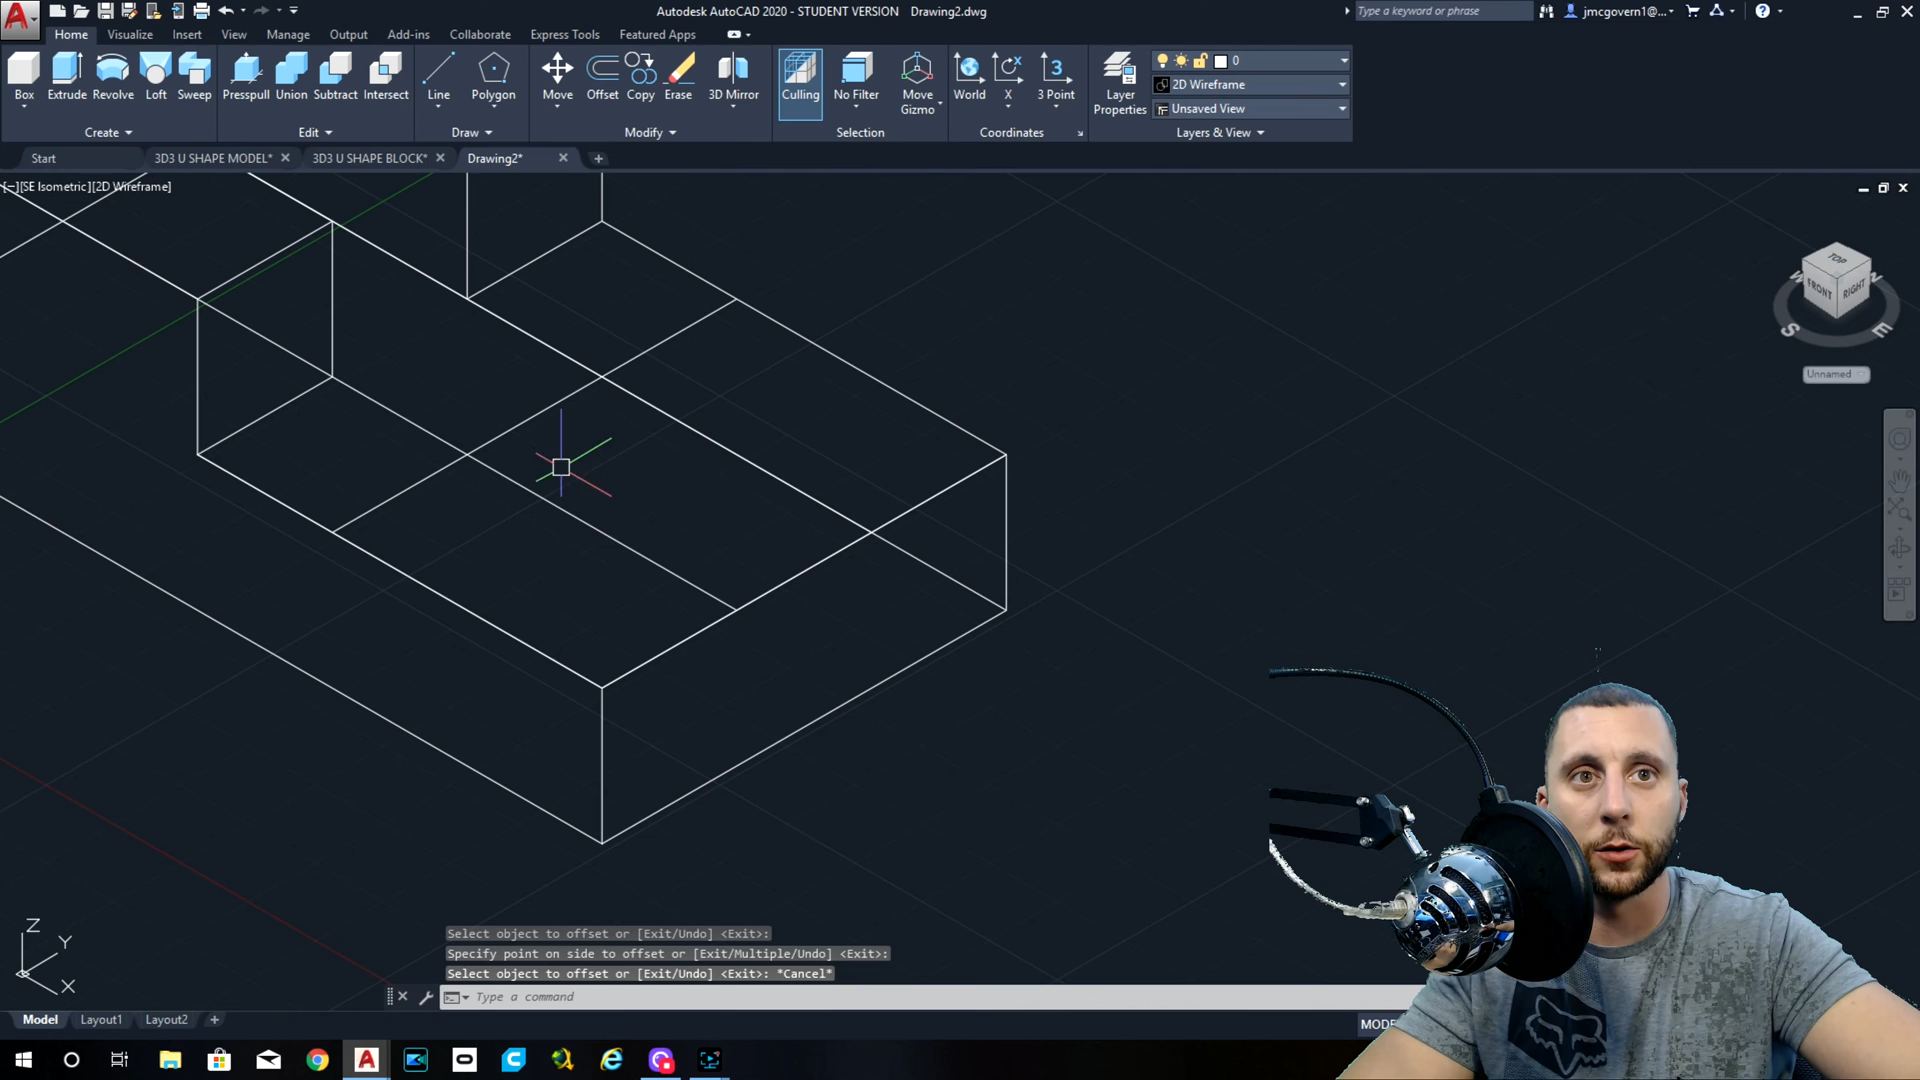 Autodesk AutoCAD 2020 - STUDENT VERSION Drawing2.dwg
Type a keyword or phrase
jmcgovern1@...
Home Visualize Insert View Manage Output Add-ins Collaborate Express Tools Featured Apps
Box Extrude Revolve Loft Sweep Presspull Union Subtract Intersect Line Polygon Move Offset Copy Erase 3D Mirror Culling No Filter Move Gizmo World X 3 Point Layer Properties
0
2D Wireframe
Unsaved View
Create Edit Draw Modify Selection Coordinates Layers & View
Start 3D3 U SHAPE MODEL* 3D3 U SHAPE BLOCK* Drawing2*
[−][SE Isometric][2D Wireframe]
TOP
FRONT RIGHT
W N
S E
Unnamed
Z
Y
X
Select object to offset or [Exit/Undo] <Exit>:
Specify point on side to offset or [Exit/Multiple/Undo] <Exit>:
Select object to offset or [Exit/Undo] <Exit>: *Cancel*
Type a command
Model Layout1 Layout2
MODE